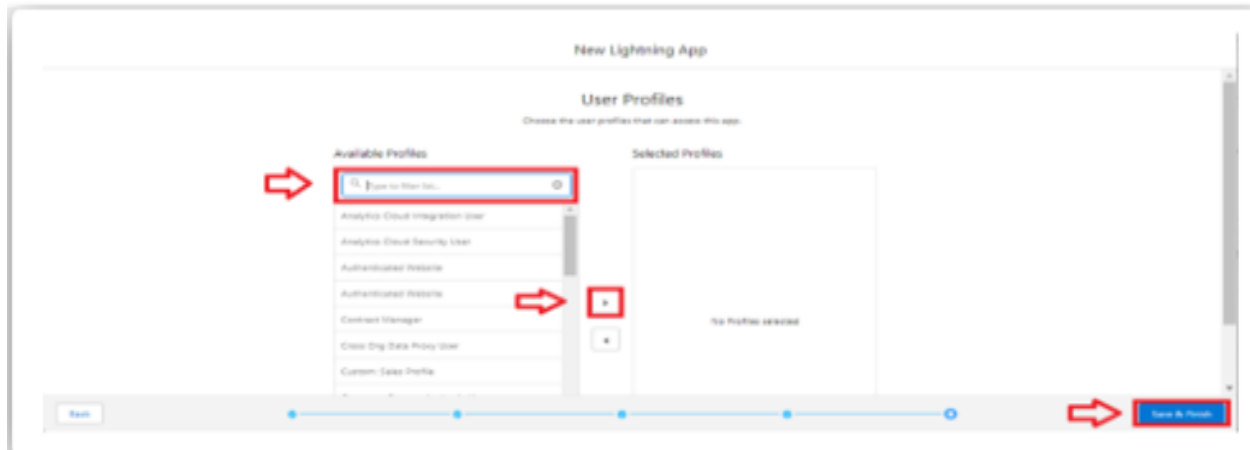 New Lightning App
User Profiles
Choose the user profiles that can access this app.
Available Profiles
Selected Profiles
Type to filter list...
Analytics Cloud Integration User
Analytics Cloud Security User
Authenticated Website
Authenticated Website
Contract Manager
Cross Org Data Proxy User
Custom: Sales Profile
No Profiles selected
Back
Save & Finish